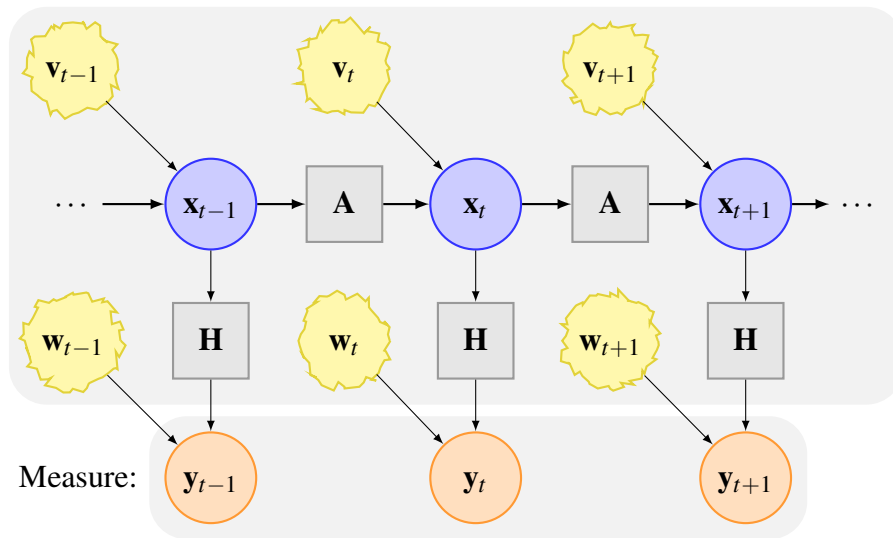 v_{t−1} v_t v_{t+1}
⋯ x_{t−1} A x_t A x_{t+1} ⋯
w_{t−1} H w_t H w_{t+1} H
Measure: y_{t−1} y_t y_{t+1}